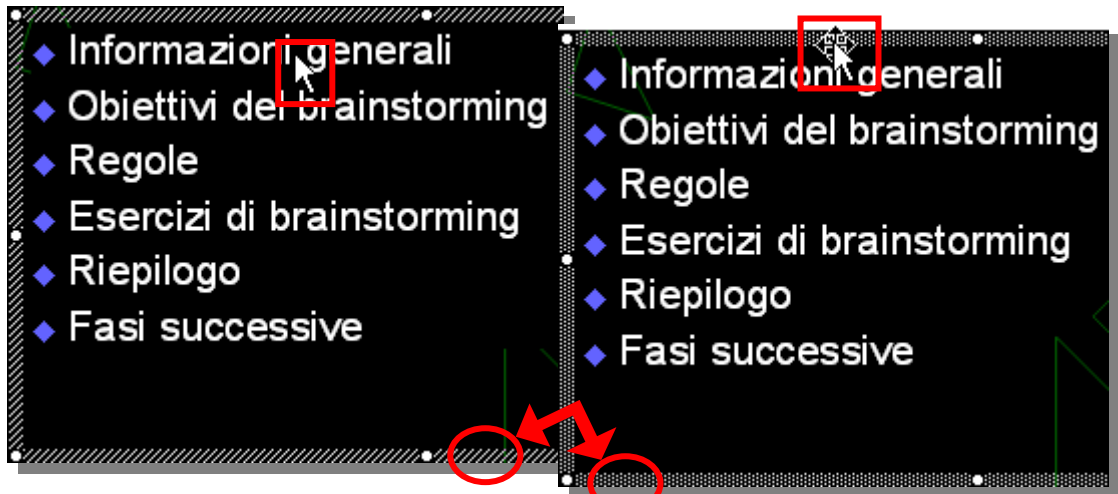 Informazioni generali
Obiettivi del brainstorming
Regole
Esercizi di brainstorming
Riepilogo
Fasi successive
Informazioni generali
Obiettivi del brainstorming
Regole
Esercizi di brainstorming
Riepilogo
Fasi successive